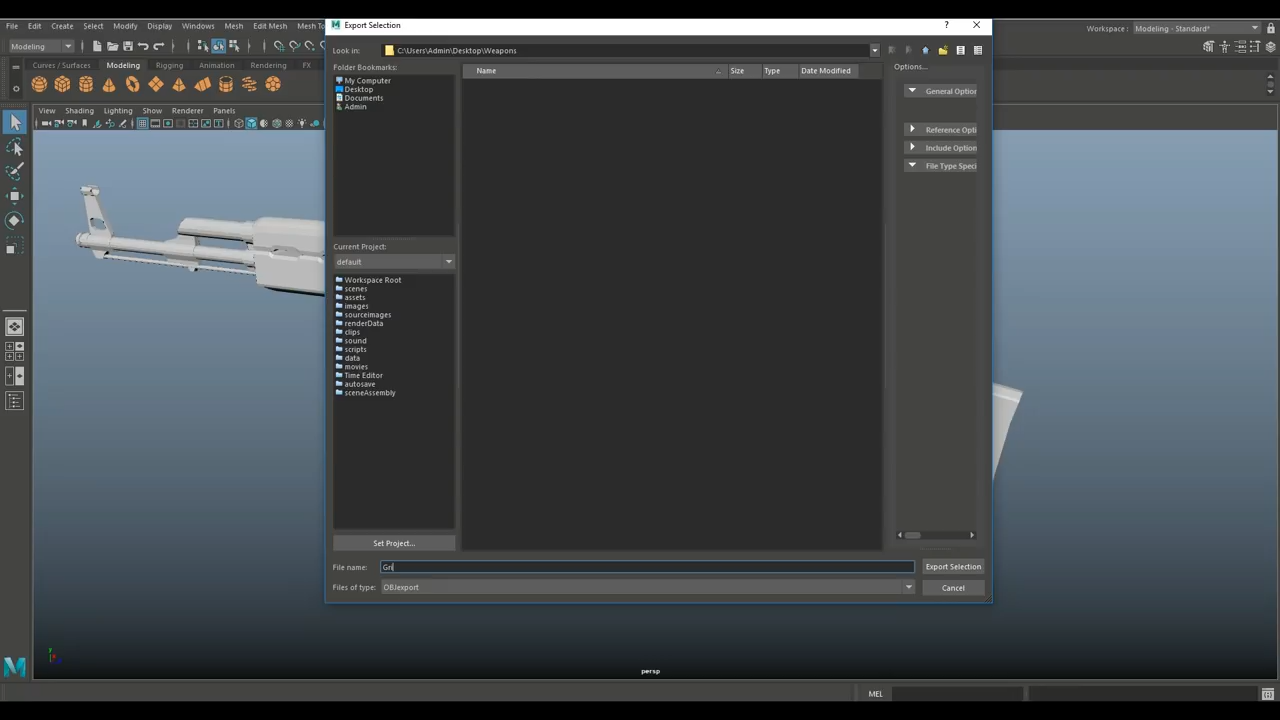 Export Selection
?
File Edit Create Select Modify Display Windows Mesh Edit Mesh Mesh To
Workspace : Modeling - Standard*
Modeling
Look in: C:\Users\Admin\Desktop\Weapons
Folder Bookmarks:
Name Size Type Date Modified
Options...
Curves / Surfaces Modeling Rigging Animation Rendering FX
My Computer
Desktop
Documents
Admin
General Option
View Shading Lighting Show Renderer Panels
Reference Opti
Include Option
File Type Speci
Current Project:
default
Workspace Root
scenes
assets
images
sourceimages
renderData
clips
sound
scripts
data
movies
Time Editor
autosave
sceneAssembly
Set Project...
File name: Gri
Export Selection
Files of type: OBJexport
Cancel
y
persp
MEL